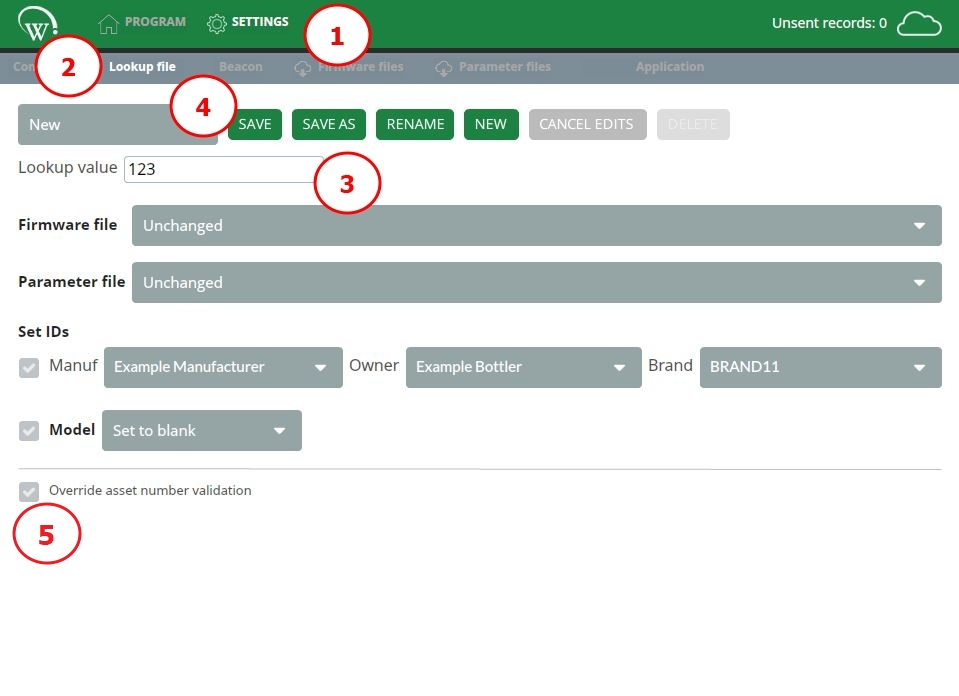 W PROGRAM SETTINGS 1 Unsent records: 0
2 Lookup file Beacon Firmware files Parameter files Application
New 4 SAVE SAVE AS RENAME NEW CANCEL EDITS DELETE
Lookup value 123 3
Firmware file Unchanged
Parameter file Unchanged
Set IDs
Manuf Example Manufacturer Owner Example Bottler Brand BRAND11
Model Set to blank
Override asset number validation
5